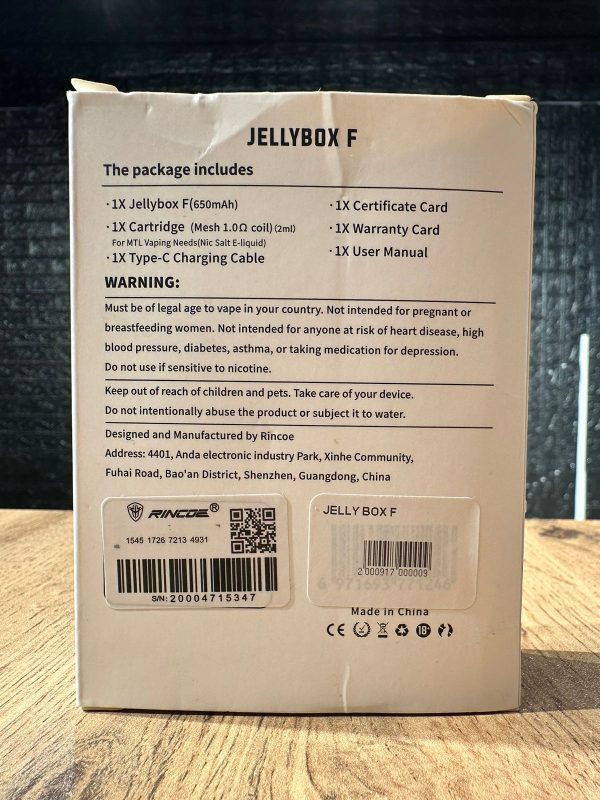 JELLYBOX F
The package includes
·1X Jellybox F(650mAh)
·1X Cartridge (Mesh 1.0Ω coil)(2ml)
For MTL Vaping Needs(Nic Salt E-liquid)
·1X Type-C Charging Cable
·1X Certificate Card
·1X Warranty Card
·1X User Manual
WARNING:
Must be of legal age to vape in your country. Not intended for pregnant or
breastfeeding women. Not intended for anyone at risk of heart disease, high
blood pressure, diabetes, asthma, or taking medication for depression.
Do not use if sensitive to nicotine.
Keep out of reach of children and pets. Take care of your device.
Do not intentionally abuse the product or subject it to water.
Designed and Manufactured by Rincoe
Address: 4401, Anda electronic industry Park, Xinhe Community,
Fuhai Road, Bao'an District, Shenzhen, Guangdong, China
RINCOE®
1545 1726 7213 4931
S/N: 20004715347
JELLY BOX F
2 000917 000009
Made in China
CE 18+